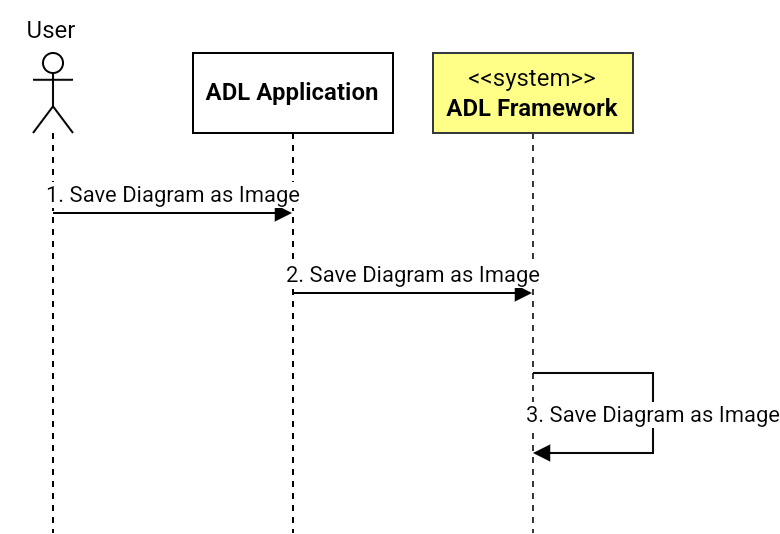 User
ADL Application
<<system>>
ADL Framework
1. Save Diagram as Image
2. Save Diagram as Image
3. Save Diagram as Image